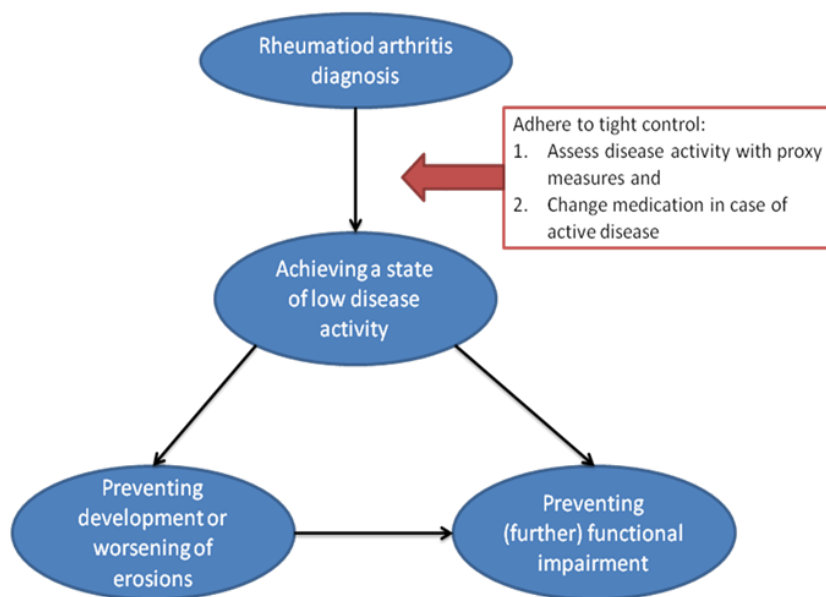 Rheumatiod arthritis
diagnosis
Adhere to tight control:
1. Assess disease activity with proxy
measures and
2. Change medication in case of
active disease
Achieving a state
of low disease
activity
Preventing
development or
worsening of
erosions
Preventing
(further) functional
impairment